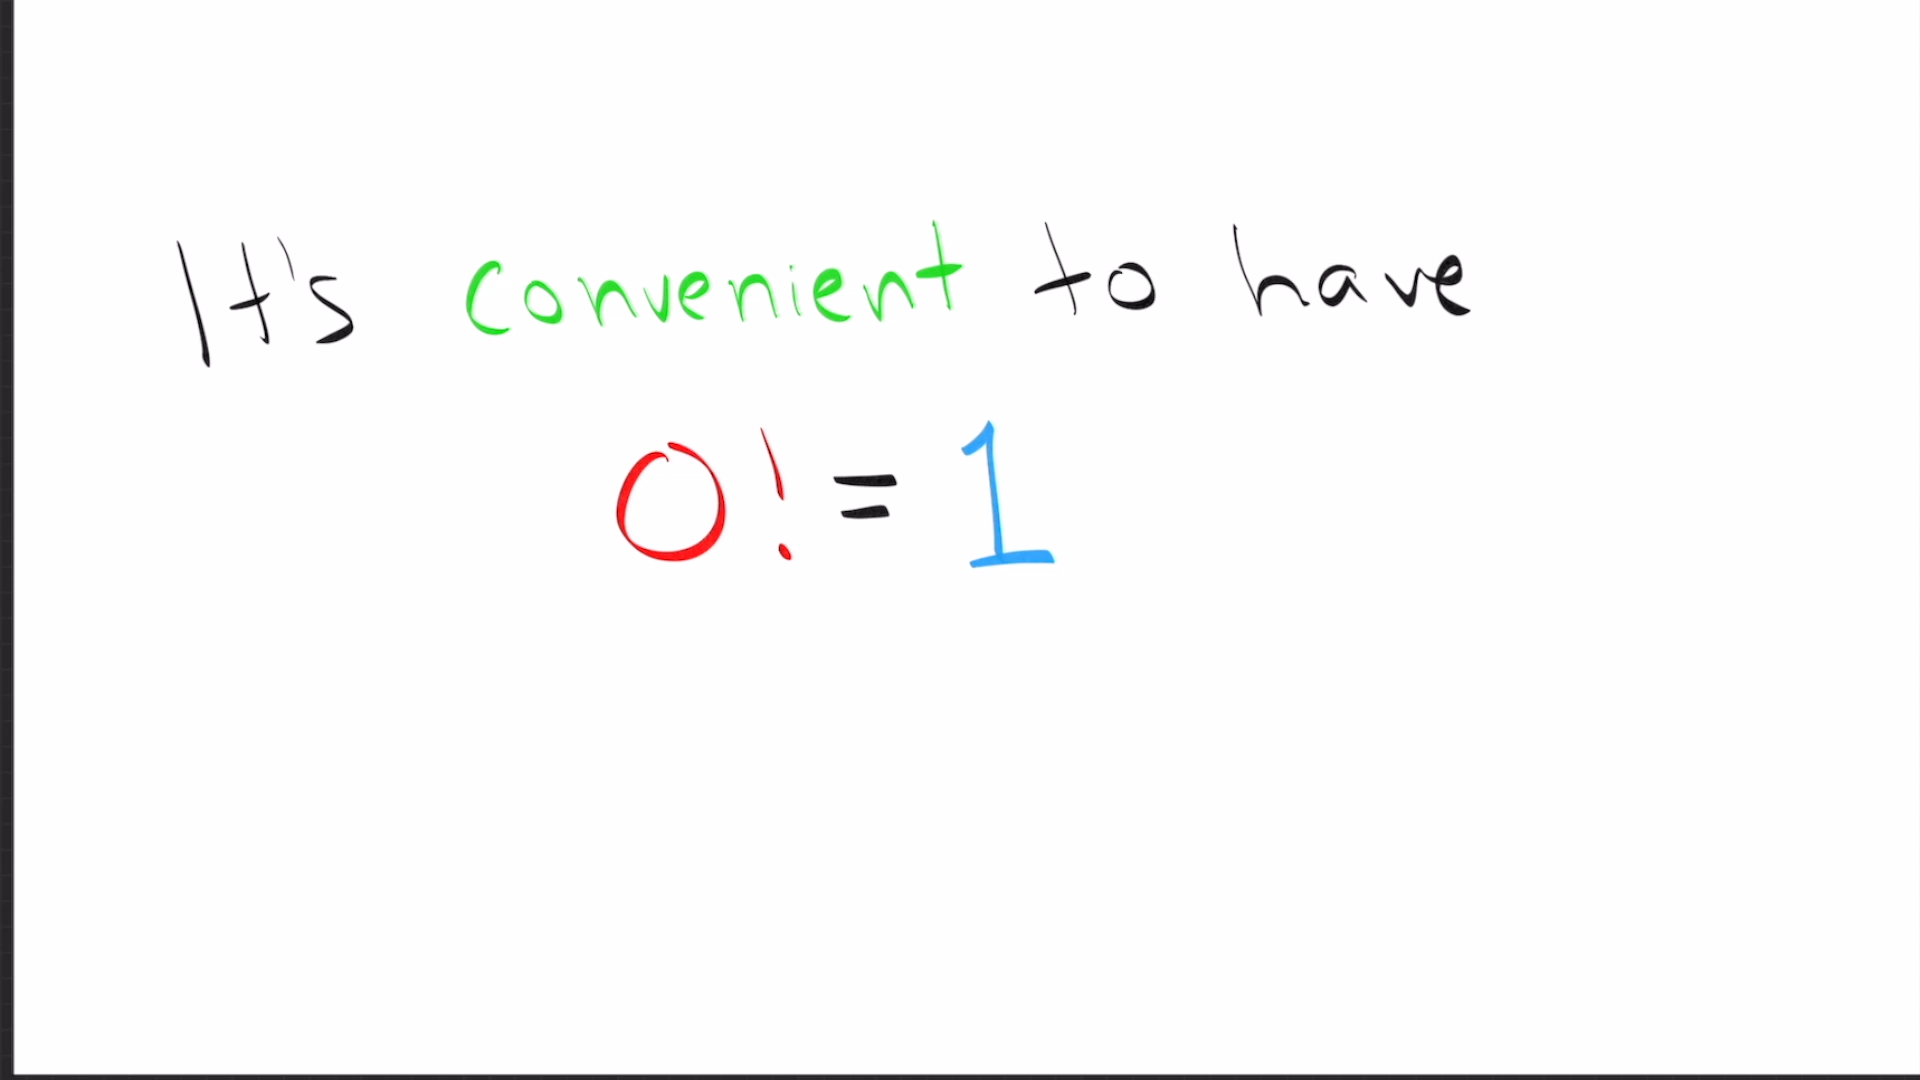 It's convenient to have
0! = 1